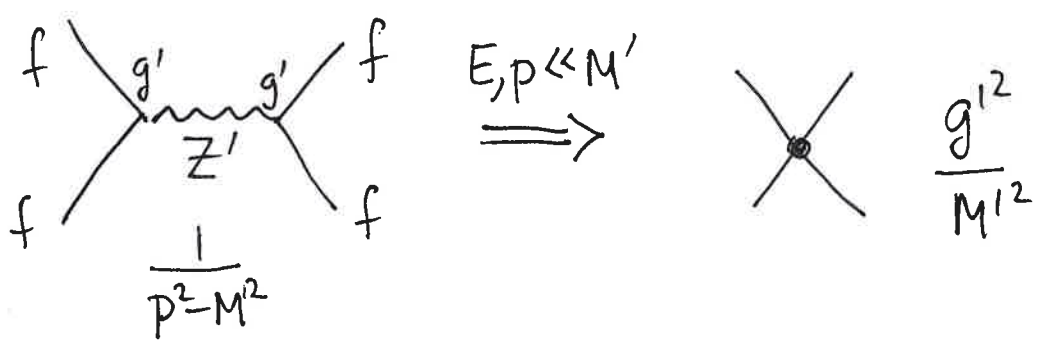 f f
g' g'
Z'
f f
1
p²-M'²
E,p≪M'
⟹
g'²
M'²